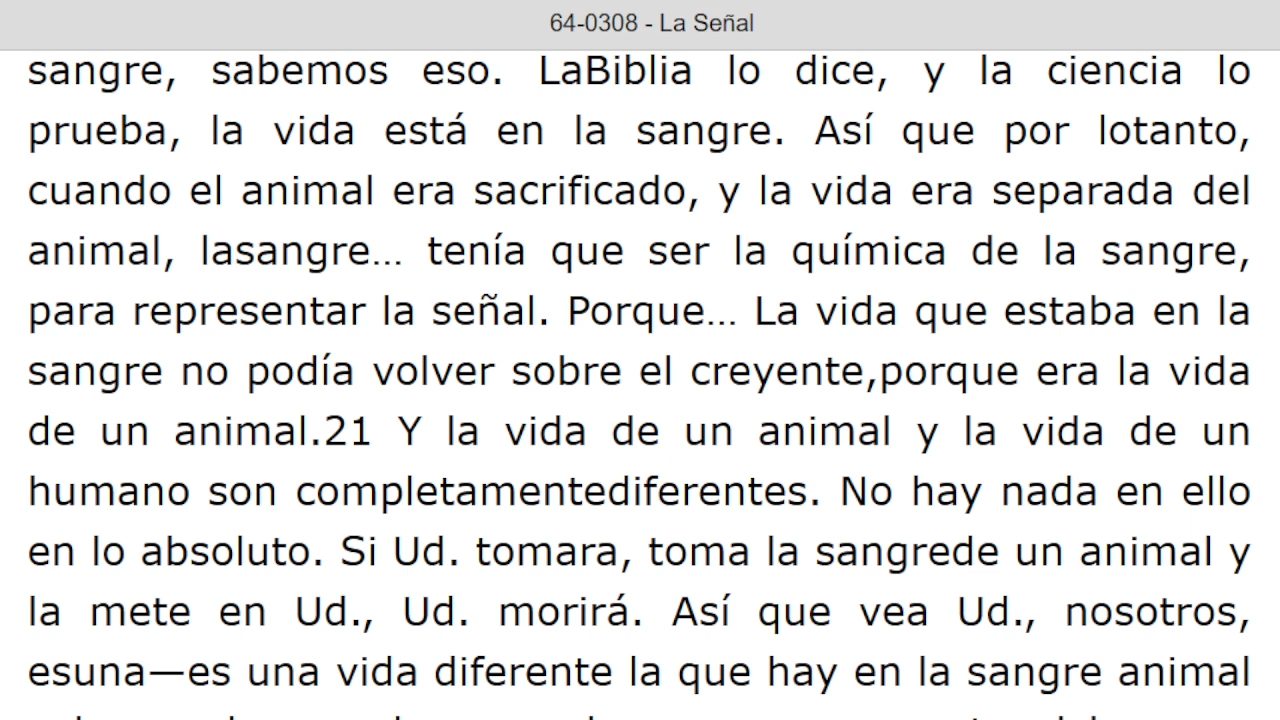 64-0308 - La Señal
sangre, sabemos eso. LaBiblia lo dice, y la ciencia lo
prueba, la vida está en la sangre. Así que por lotanto,
cuando el animal era sacrificado, y la vida era separada del
animal, lasangre… tenía que ser la química de la sangre,
para representar la señal. Porque… La vida que estaba en la
sangre no podía volver sobre el creyente,porque era la vida
de un animal.21 Y la vida de un animal y la vida de un
humano son completamentediferentes. No hay nada en ello
en lo absoluto. Si Ud. tomara, toma la sangrede un animal y
la mete en Ud., Ud. morirá. Así que vea Ud., nosotros,
esuna—es una vida diferente la que hay en la sangre animal